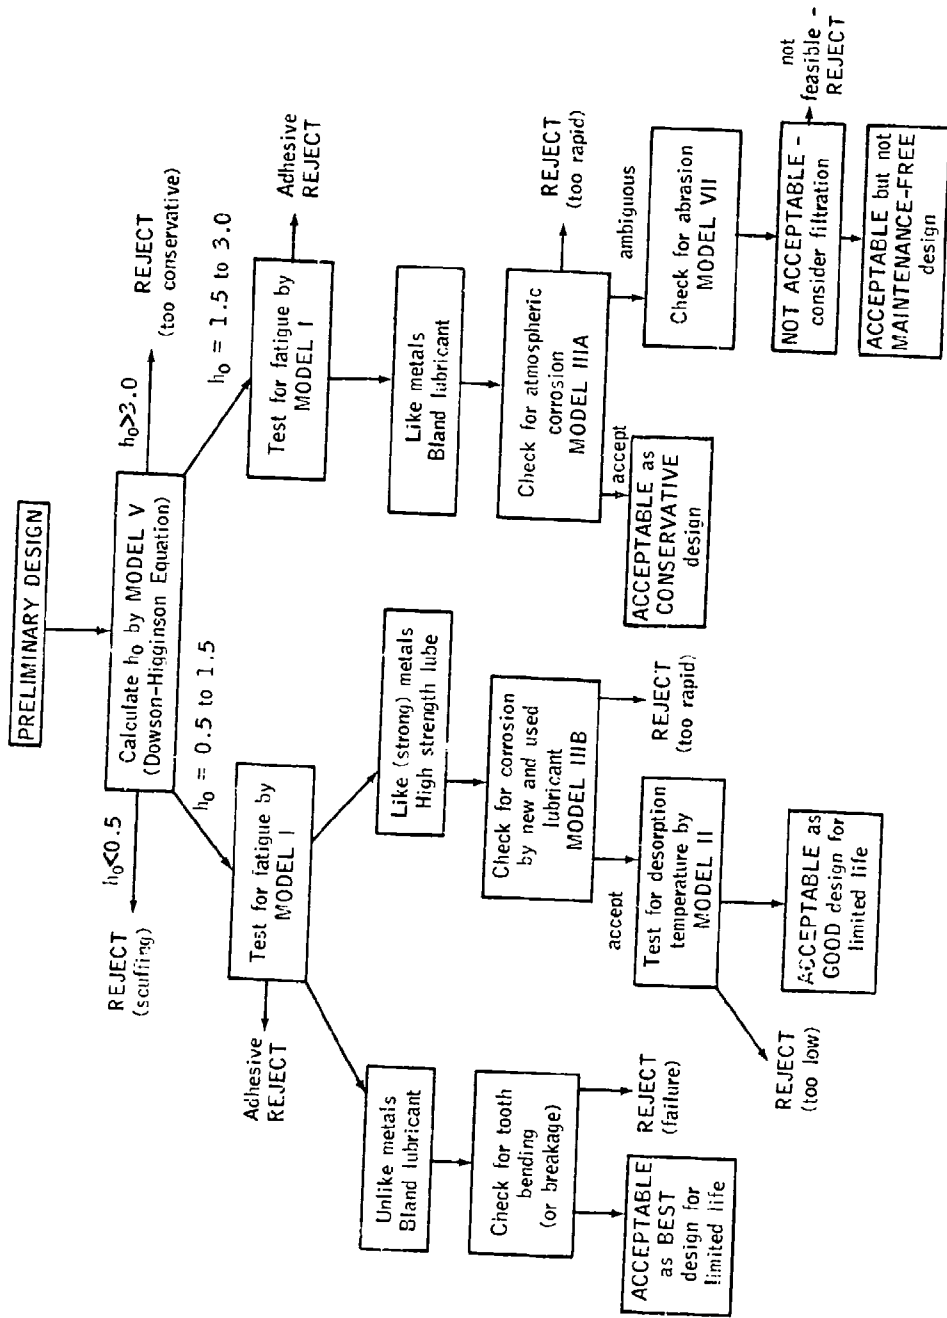 PRELIMINARY DESIGN
Calculate h₀ by MODEL V
(Dowson-Higginson Equation)
h₀<0.5
REJECT
(scuffing)
h₀>3.0
REJECT
(too conservative)
h₀ = 0.5 to 1.5
h₀ = 1.5 to 3.0
Test for fatigue by
MODEL I
Adhesive
REJECT
Unlike metals
Bland lubricant
Check for tooth
bending
(or breakage)
REJECT
(failure)
ACCEPTABLE
as BEST
design for
limited life
Like (strong) metals
High strength lube
Check for corrosion
by new and used
lubricant
MODEL IIIB
REJECT
(too rapid)
accept
Test for desorption
temperature by
MODEL II
REJECT
(too low)
ACCEPTABLE as
GOOD design for
limited life
Test for fatigue by
MODEL I
Adhesive
REJECT
Like metals
Bland lubricant
Check for atmospheric
corrosion
MODEL IIIA
REJECT
(too rapid)
accept
ACCEPTABLE as
CONSERVATIVE
design
ambiguous
Check for abrasion
MODEL VII
NOT ACCEPTABLE -
consider filtration
not
feasible -
REJECT
ACCEPTABLE but not
MAINTENANCE-FREE
design